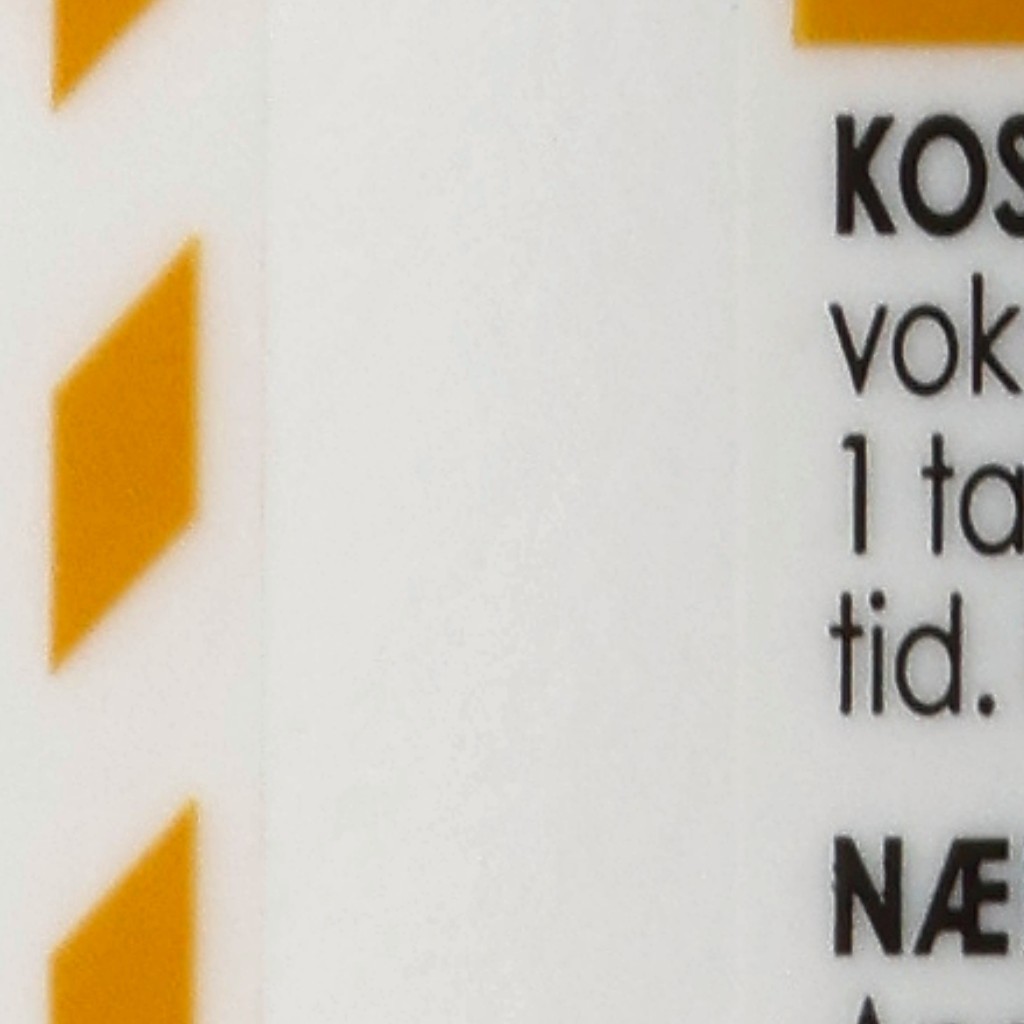 KOS
vok
1 ta
tid.
NÆ